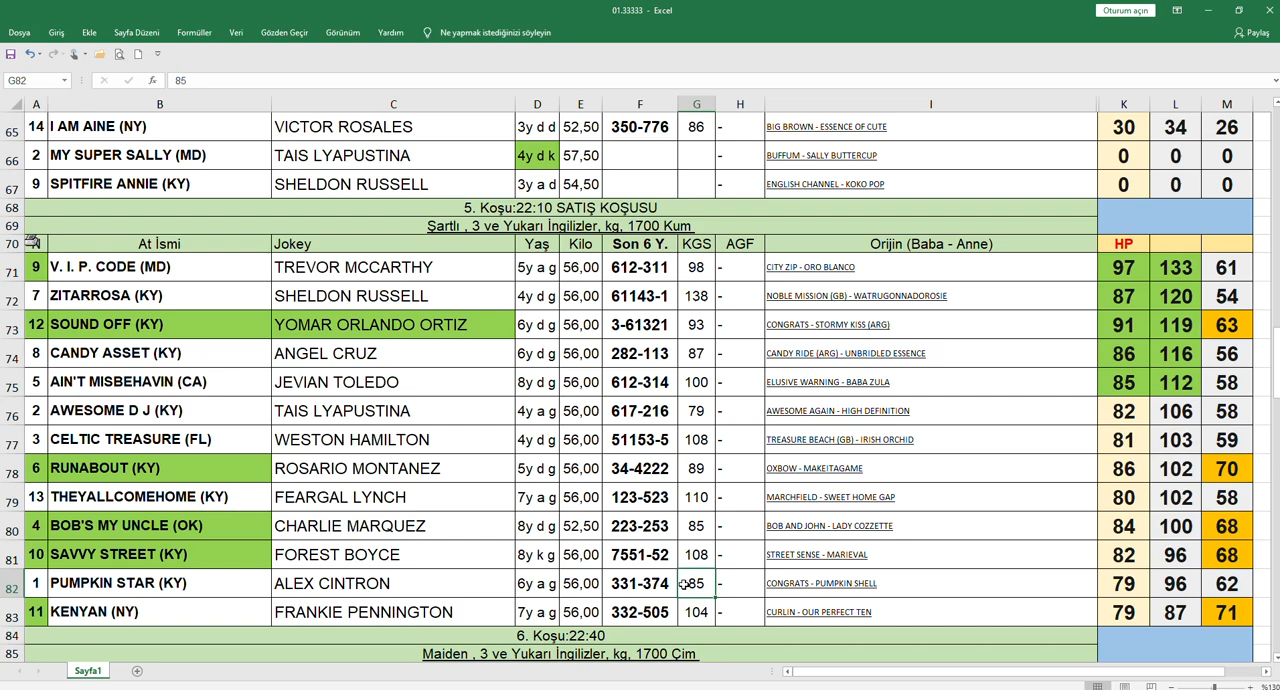 01.33333 - Excel
Oturum açın
Dosya Giriş Ekle Sayfa Düzeni Formüller Veri Gözden Geçir Görünüm Yardım Ne yapmak istediğinizi söyleyin Paylaş
G82 fx 85
A B C D E F G H I K L M
65 14 I AM AINE (NY) VICTOR ROSALES 3y d d 52,50 350-776 86 - BIG BROWN - ESSENCE OF CUTE 30 34 26
66 2 MY SUPER SALLY (MD) TAIS LYAPUSTINA 4y d k 57,50 - BUFFUM - SALLY BUTTERCUP 0 0 0
67 9 SPITFIRE ANNIE (KY) SHELDON RUSSELL 3y a d 54,50 - ENGLISH CHANNEL - KOKO POP 0 0 0
68 5. Koşu:22:10 SATIŞ KOŞUSU
69 Şartlı , 3 ve Yukarı İngilizler, kg, 1700 Kum
70 N At İsmi Jokey Yaş Kilo Son 6 Y. KGS AGF Orijin (Baba - Anne) HP
71 9 V. I. P. CODE (MD) TREVOR MCCARTHY 5y a g 56,00 612-311 98 - CITY ZIP - ORO BLANCO 97 133 61
72 7 ZITARROSA (KY) SHELDON RUSSELL 4y d g 56,00 61143-1 138 - NOBLE MISSION (GB) - WATRUGONNADOROSIE 87 120 54
73 12 SOUND OFF (KY) YOMAR ORLANDO ORTIZ 6y d g 56,00 3-61321 93 - CONGRATS - STORMY KISS (ARG) 91 119 63
74 8 CANDY ASSET (KY) ANGEL CRUZ 6y d g 56,00 282-113 87 - CANDY RIDE (ARG) - UNBRIDLED ESSENCE 86 116 56
75 5 AIN'T MISBEHAVIN (CA) JEVIAN TOLEDO 8y d g 56,00 612-314 100 - ELUSIVE WARNING - BABA ZULA 85 112 58
76 2 AWESOME D J (KY) TAIS LYAPUSTINA 4y a g 56,00 617-216 79 - AWESOME AGAIN - HIGH DEFINITION 82 106 58
77 3 CELTIC TREASURE (FL) WESTON HAMILTON 4y a g 56,00 51153-5 108 - TREASURE BEACH (GB) - IRISH ORCHID 81 103 59
78 6 RUNABOUT (KY) ROSARIO MONTANEZ 5y d g 56,00 34-4222 89 - OXBOW - MAKEITAGAME 86 102 70
79 13 THEYALLCOMEHOME (KY) FEARGAL LYNCH 7y a g 56,00 123-523 110 - MARCHFIELD - SWEET HOME GAP 80 102 58
80 4 BOB'S MY UNCLE (OK) CHARLIE MARQUEZ 8y d g 52,50 223-253 85 - BOB AND JOHN - LADY COZZETTE 84 100 68
81 10 SAVVY STREET (KY) FOREST BOYCE 8y k g 56,00 7551-52 108 - STREET SENSE - MARIEVAL 82 96 68
82 1 PUMPKIN STAR (KY) ALEX CINTRON 6y a g 56,00 331-374 85 - CONGRATS - PUMPKIN SHELL 79 96 62
83 11 KENYAN (NY) FRANKIE PENNINGTON 7y a g 56,00 332-505 104 - CURLIN - OUR PERFECT TEN 79 87 71
84 6. Koşu:22:40
85 Maiden , 3 ve Yukarı İngilizler, kg, 1700 Çim
Sayfa1
%130